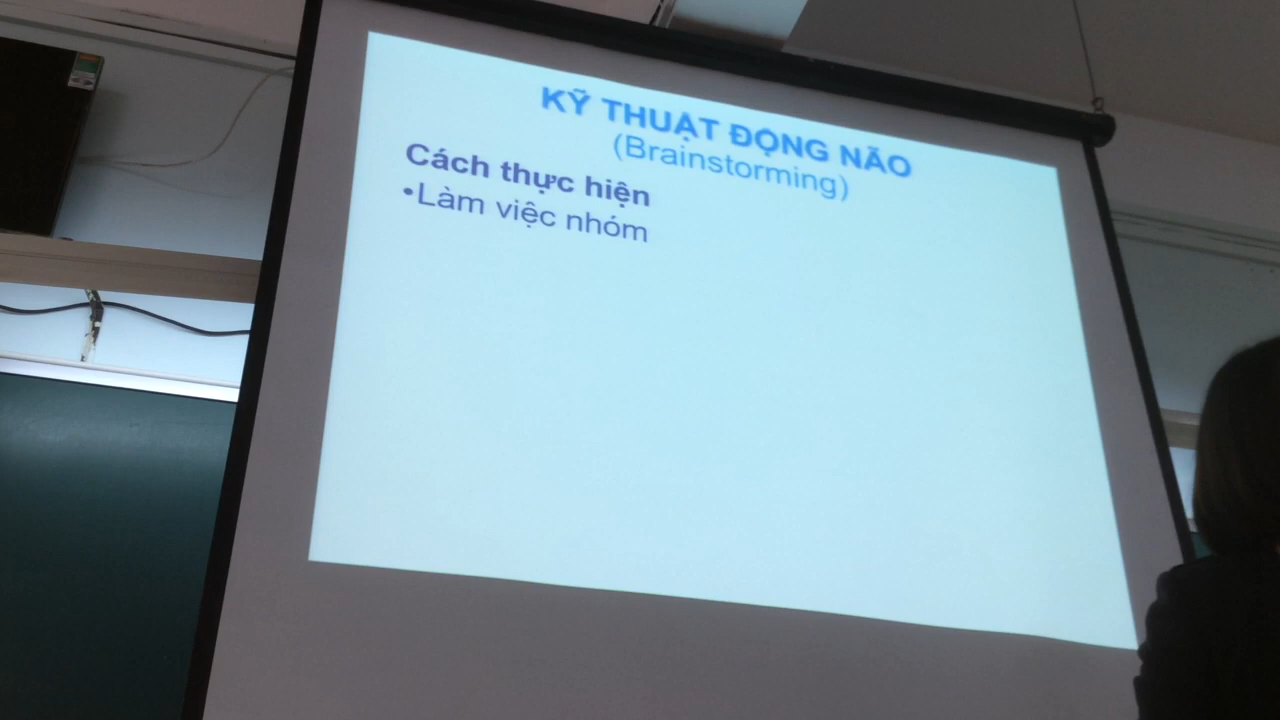 KỸ THUẬT ĐỘNG NÃO
(Brainstorming)
Cách thực hiện
•Làm việc nhóm